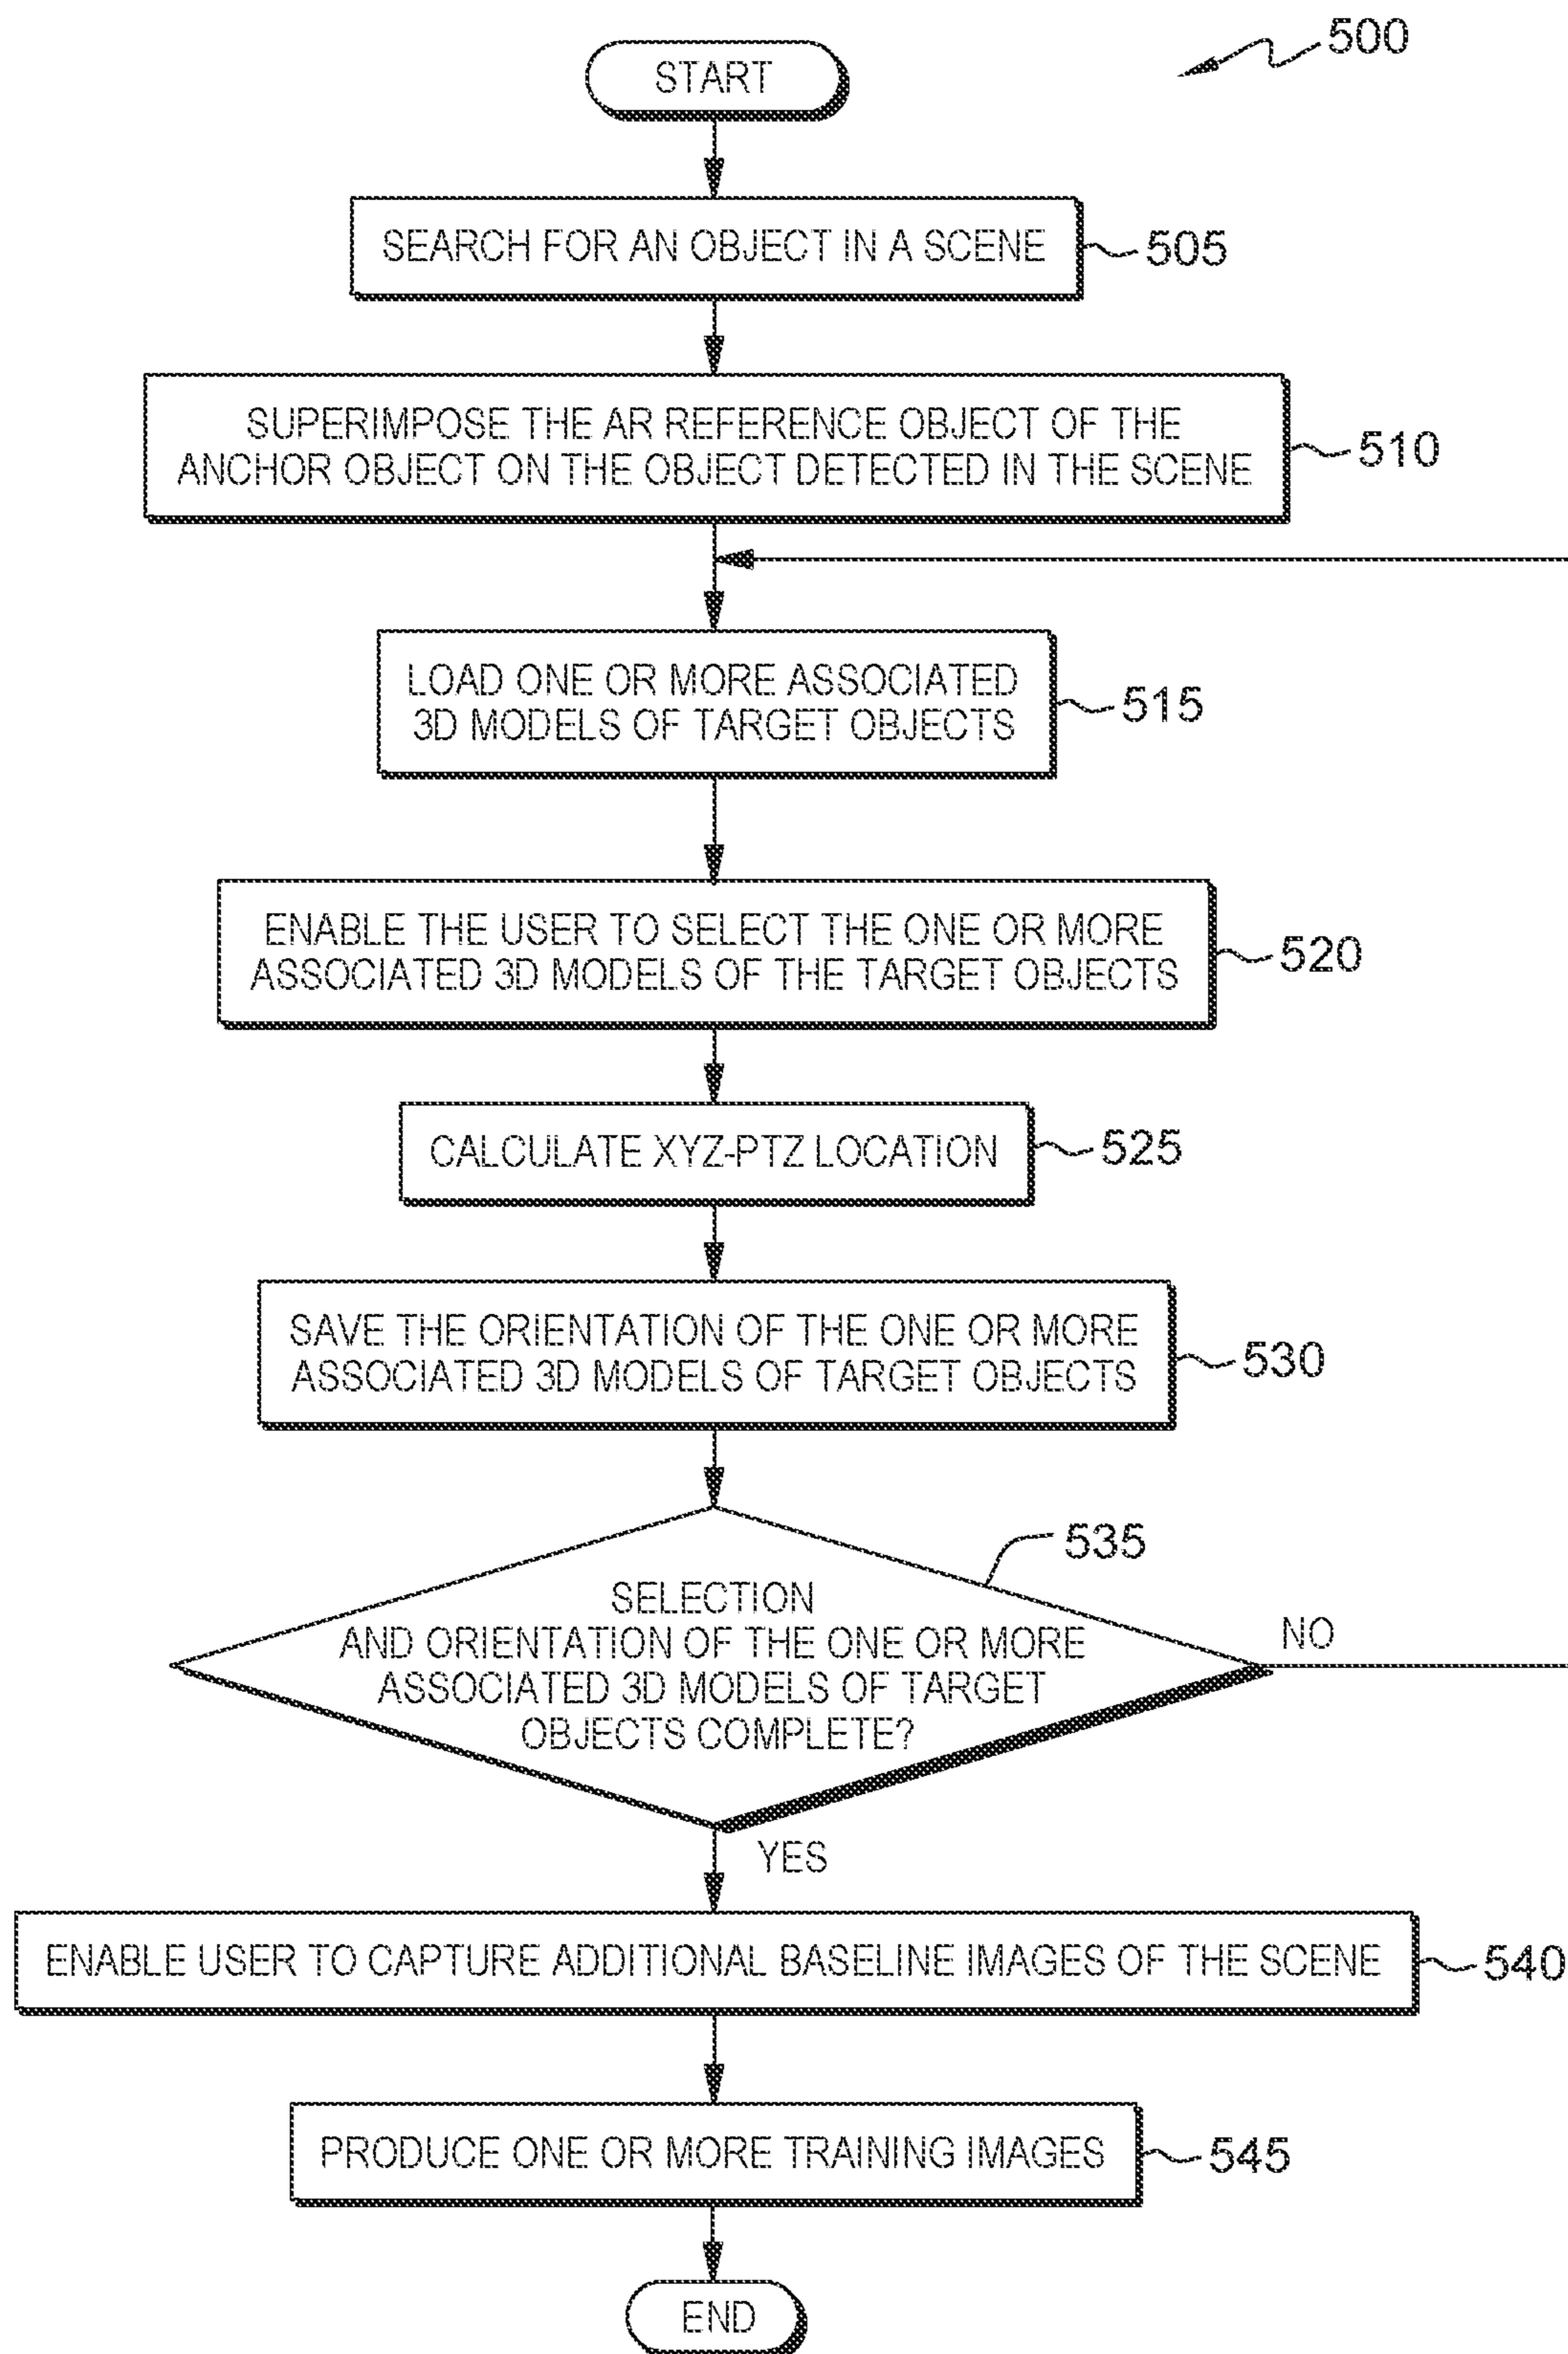 500
START
SEARCH FOR AN OBJECT IN A SCENE
505
SUPERIMPOSE THE AR REFERENCE OBJECT OF THE
ANCHOR OBJECT ON THE OBJECT DETECTED IN THE SCENE
510
LOAD ONE OR MORE ASSOCIATED
3D MODELS OF TARGET OBJECTS
515
ENABLE THE USER TO SELECT THE ONE OR MORE
ASSOCIATED 3D MODELS OF THE TARGET OBJECTS
520
CALCULATE XYZ-PTZ LOCATION
525
SAVE THE ORIENTATION OF THE ONE OR MORE
ASSOCIATED 3D MODELS OF TARGET OBJECTS
530
535
SELECTION
AND ORIENTATION OF THE ONE OR MORE
ASSOCIATED 3D MODELS OF TARGET
OBJECTS COMPLETE?
NO
YES
ENABLE USER TO CAPTURE ADDITIONAL BASELINE IMAGES OF THE SCENE
540
PRODUCE ONE OR MORE TRAINING IMAGES
545
END